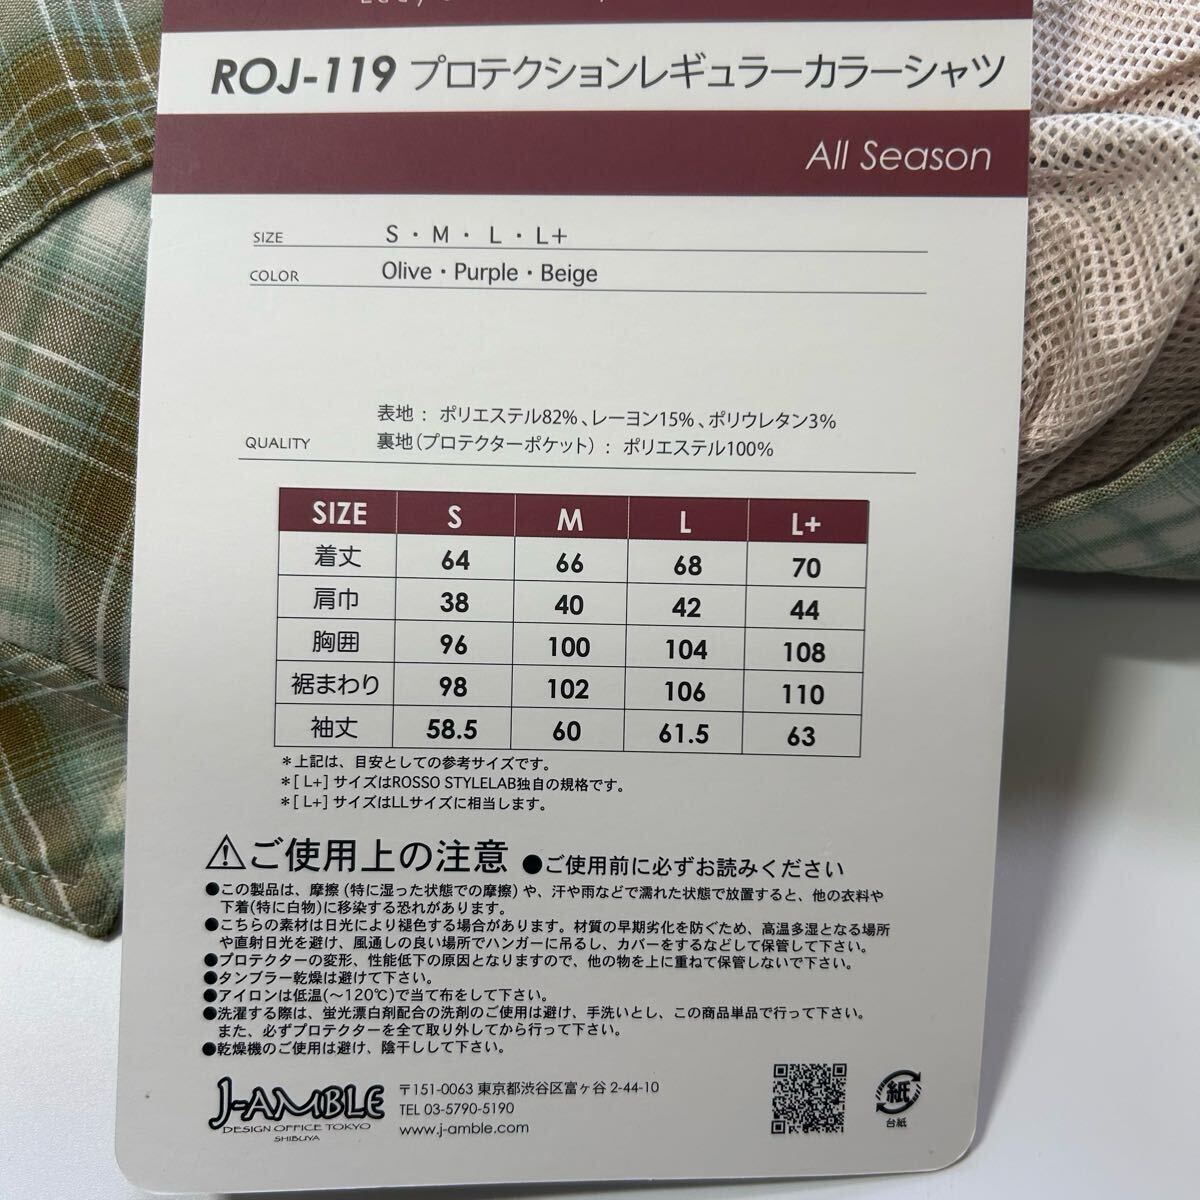 ROJ-119 プロテクションレギュラーカラーシャツ
All Season
SIZE S・M・L・L+
COLOR Olive・Purple・Beige
表地：ポリエステル82%、レーヨン15%、ポリウレタン3%
QUALITY 裏地（プロテクターポケット）：ポリエステル100%
SIZE S M L L+
着丈 64 66 68 70
肩巾 38 40 42 44
胸囲 96 100 104 108
裾まわり 98 102 106 110
袖丈 58.5 60 61.5 63
＊上記は、目安としての参考サイズです。
＊[ L+] サイズはROSSO STYLELAB独自の規格です。
＊[ L+] サイズはLLサイズに相当します。
⚠ご使用上の注意 ●ご使用前に必ずお読みください
●この製品は、摩擦 (特に湿った状態での摩擦) や、汗や雨などで濡れた状態で放置すると、他の衣料や
下着(特に白物)に移染する恐れがあります。
●こちらの素材は日光により褪色する場合があります。材質の早期劣化を防ぐため、高温多湿となる場所
や直射日光を避け、風通しの良い場所でハンガーに吊るし、カバーをするなどして保管して下さい。
●プロテクターの変形、性能低下の原因となりますので、他の物を上に重ねて保管しないで下さい。
●タンブラー乾燥は避けて下さい。
●アイロンは低温(～120℃)で当て布をして下さい。
●洗濯する際は、蛍光漂白剤配合の洗剤のご使用は避け、手洗いとし、この商品単品で行って下さい。
また、必ずプロテクターを全て取り外してから行って下さい。
●乾燥機のご使用は避け、陰干しして下さい。
J-AMBLE
DESIGN OFFICE TOKYO
SHIBUYA
〒151-0063 東京都渋谷区富ヶ谷 2-44-10
TEL 03-5790-5190
www.j-amble.com
紙
台紙